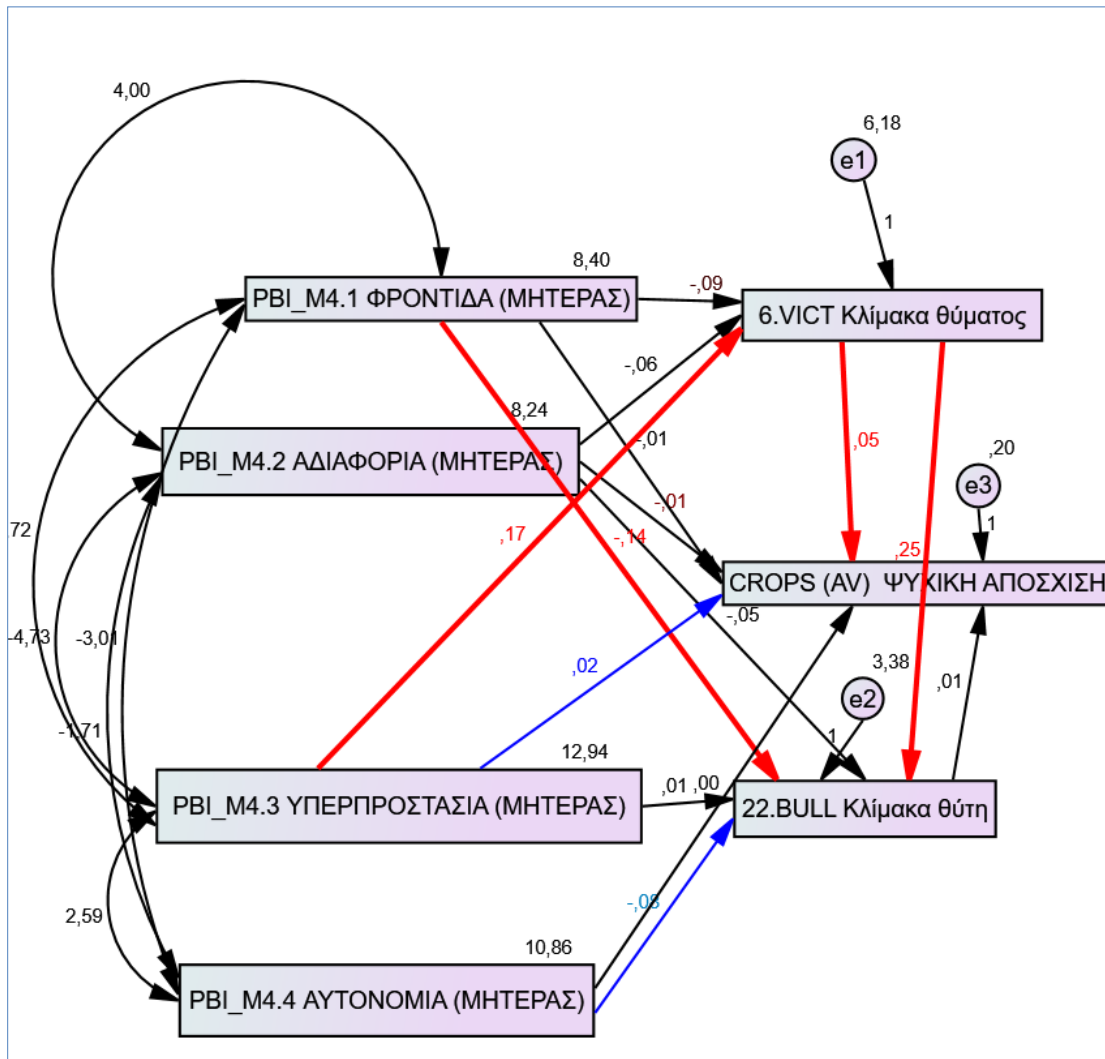 4,00
6,18
e1
1
8,40
PBI_M4.1 ΦΡΟΝΤΙΔΑ (ΜΗΤΕΡΑΣ)
-,09
6.VICT Κλίμακα θύματος
-,06
8,24
-,01
,05
,20
PBI_M4.2 ΑΔΙΑΦΟΡΙΑ (ΜΗΤΕΡΑΣ)
e3
-,01
,72
,17
-,14
1
,25
CROPS (AV) ΨΥΧΙΚΗ ΑΠΟΣΧΙΣΗ
-,05
-4,73
-3,01
,02
3,38
e2
,01
-1,71
1
12,94
PBI_M4.3 ΥΠΕΡΠΡΟΣΤΑΣΙΑ (ΜΗΤΕΡΑΣ)
,01 ,00
22.BULL Κλίμακα θύτη
2,59
-,08
10,86
PBI_M4.4 ΑΥΤΟΝΟΜΙΑ (ΜΗΤΕΡΑΣ)